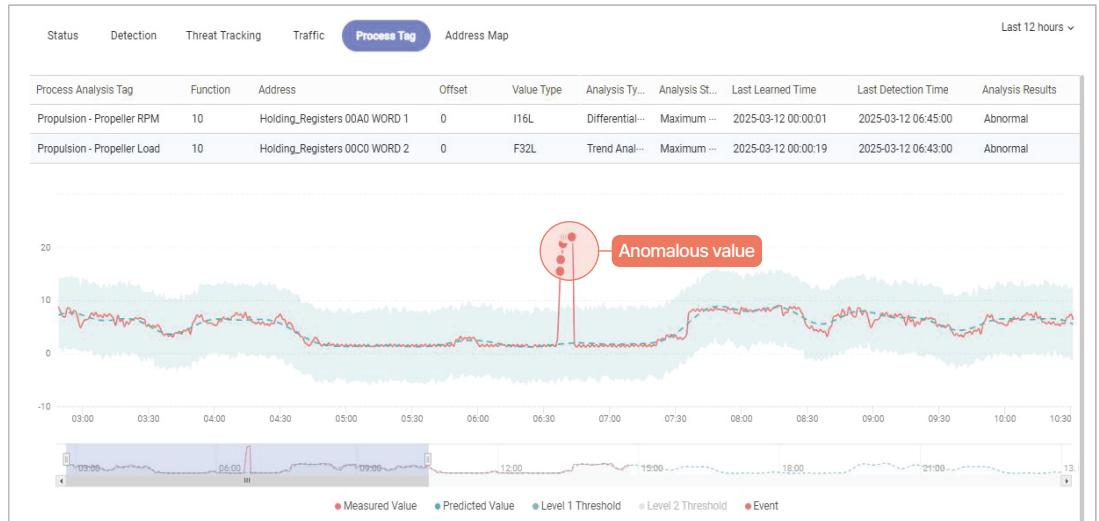 Status Detection Threat Tracking Traffic Process Tag Address Map Last 12 hours
Process Analysis Tag Function Address Offset Value Type Analysis Ty... Analysis St... Last Learned Time Last Detection Time Analysis Results
Propulsion - Propeller RPM 10 Holding_Registers 00A0 WORD 1 0 I16L Differential··· Maximum ··· 2025-03-12 00:00:01 2025-03-12 06:45:00 Abnormal
Propulsion - Propeller Load 10 Holding_Registers 00C0 WORD 2 0 F32L Trend Anal··· Maximum ··· 2025-03-12 00:00:19 2025-03-12 06:43:00 Abnormal
20
Anomalous value
10
0
-10
03:00 03:30 04:00 04:30 05:00 05:30 06:00 06:30 07:00 07:30 08:00 08:30 09:00 09:30 10:00 10:30
03:00 06:00 09:00 12:00 15:00 18:00 21:00 13.
Measured Value Predicted Value Level 1 Threshold Level 2 Threshold Event